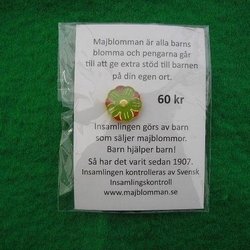 Majblomman är alla barns
blomma och pengarna går
till att ge extra stöd till barnen
på din egen ort.
60 kr
Insamlingen görs av barn
som säljer majblommor.
Barn hjälper barn!
Så har det varit sedan 1907.
Insamlingen kontrolleras av Svensk
Insamlingskontroll
www.majblomman.se